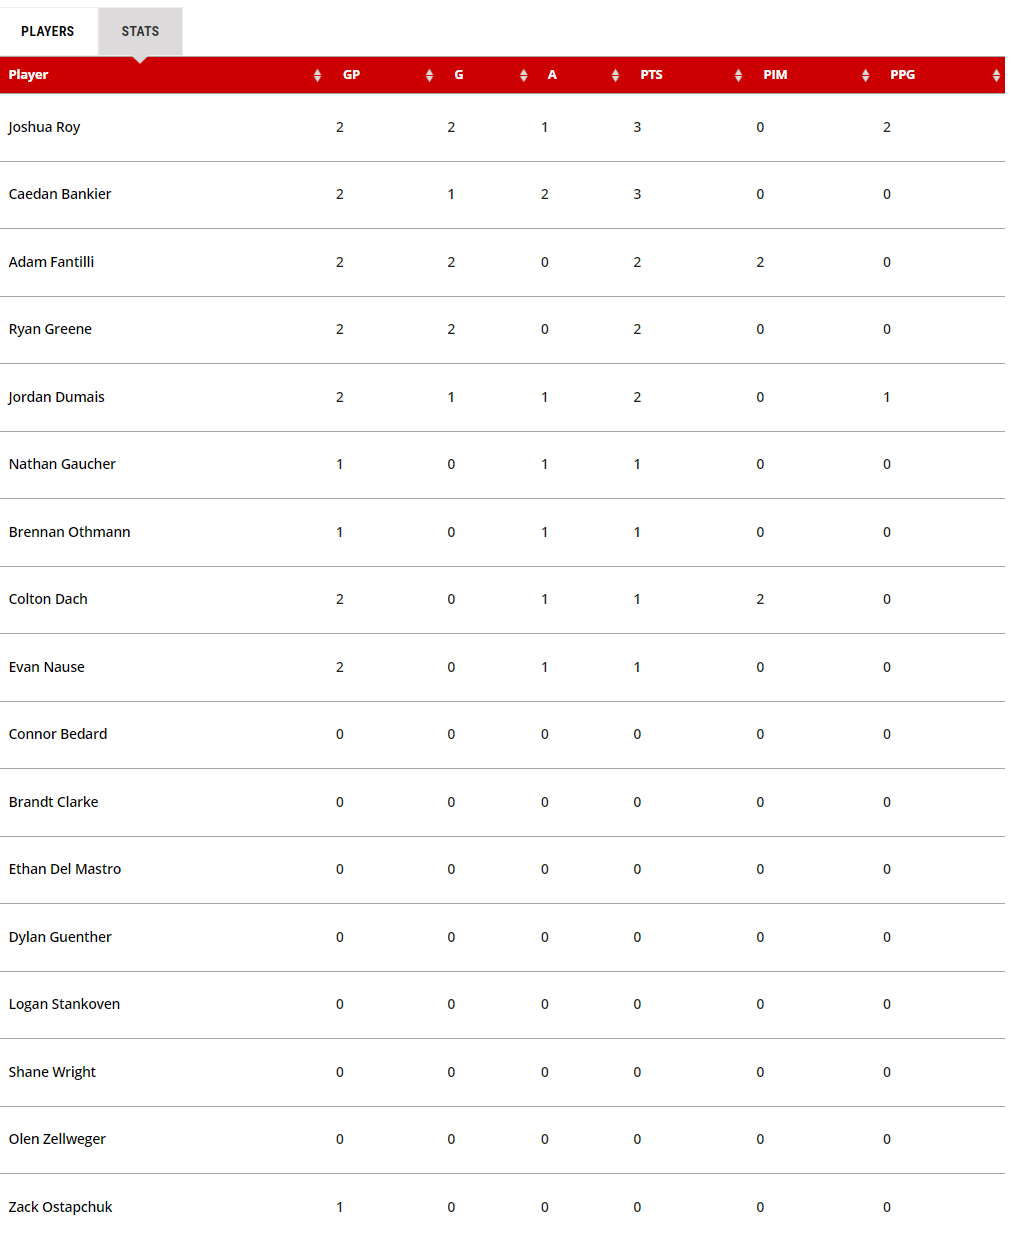 PLAYERS STATS
Player GP G A PTS PIM PPG
Joshua Roy 2 2 1 3 0 2
Caedan Bankier 2 1 2 3 0 0
Adam Fantilli 2 2 0 2 2 0
Ryan Greene 2 2 0 2 0 0
Jordan Dumais 2 1 1 2 0 1
Nathan Gaucher 1 0 1 1 0 0
Brennan Othmann 1 0 1 1 0 0
Colton Dach 2 0 1 1 2 0
Evan Nause 2 0 1 1 0 0
Connor Bedard 0 0 0 0 0 0
Brandt Clarke 0 0 0 0 0 0
Ethan Del Mastro 0 0 0 0 0 0
Dylan Guenther 0 0 0 0 0 0
Logan Stankoven 0 0 0 0 0 0
Shane Wright 0 0 0 0 0 0
Olen Zellweger 0 0 0 0 0 0
Zack Ostapchuk 1 0 0 0 0 0